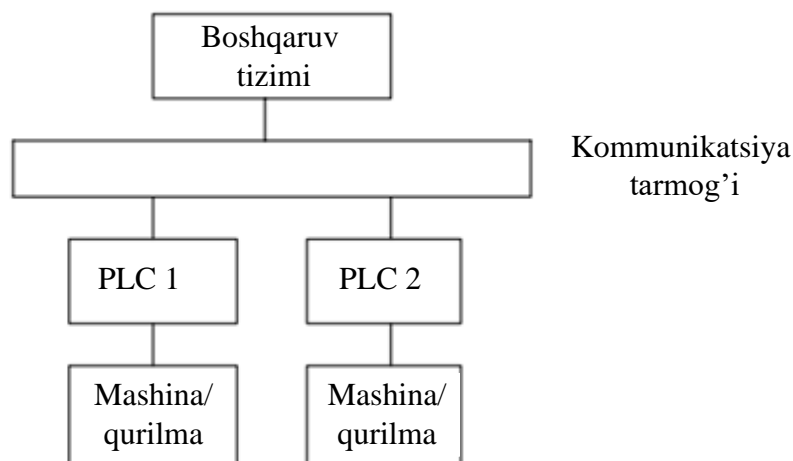 Boshqaruv
tizimi
Kommunikatsiya
tarmog’i
PLC 1
PLC 2
Mashina/
qurilma
Mashina/
qurilma